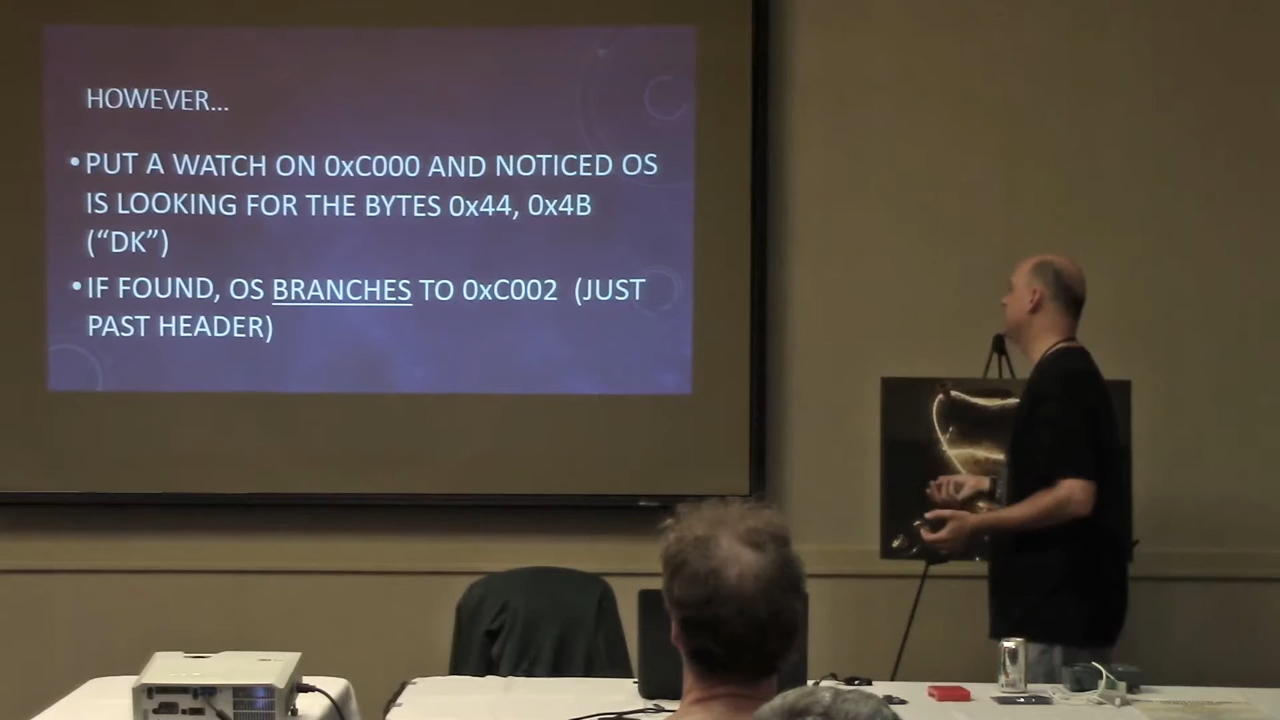 HOWEVER...
• PUT A WATCH ON 0xC000 AND NOTICED OS
IS LOOKING FOR THE BYTES 0x44, 0x4B
(“DK”)
• IF FOUND, OS BRANCHES TO 0xC002 (JUST
PAST HEADER)